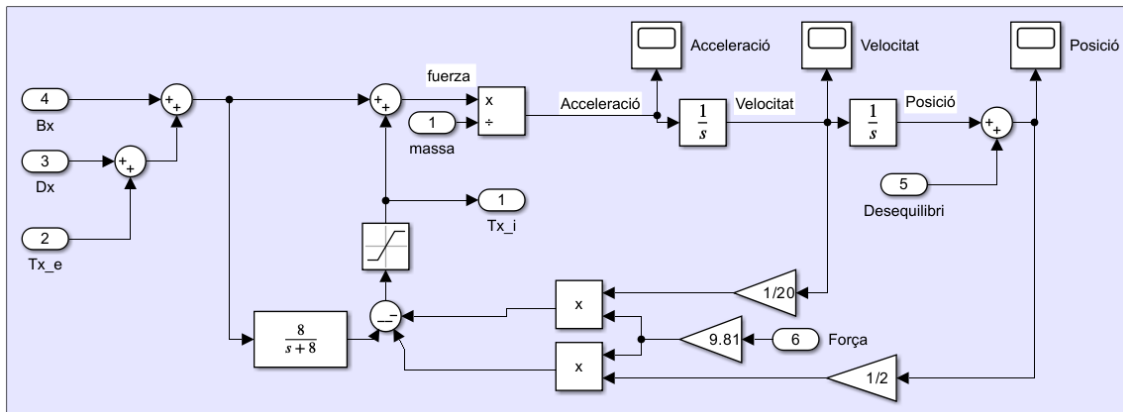 Acceleració
Velocitat
Posició
fuerza
4
Bx
+
+
+
+
x
÷
Acceleració
1/s
Velocitat
1/s
Posició
+
+
1
massa
3
Dx
+
+
5
Desequilibri
1
Tx_i
2
Tx_e
1/20
x
8/(s+8)
9.81
6
Força
x
1/2